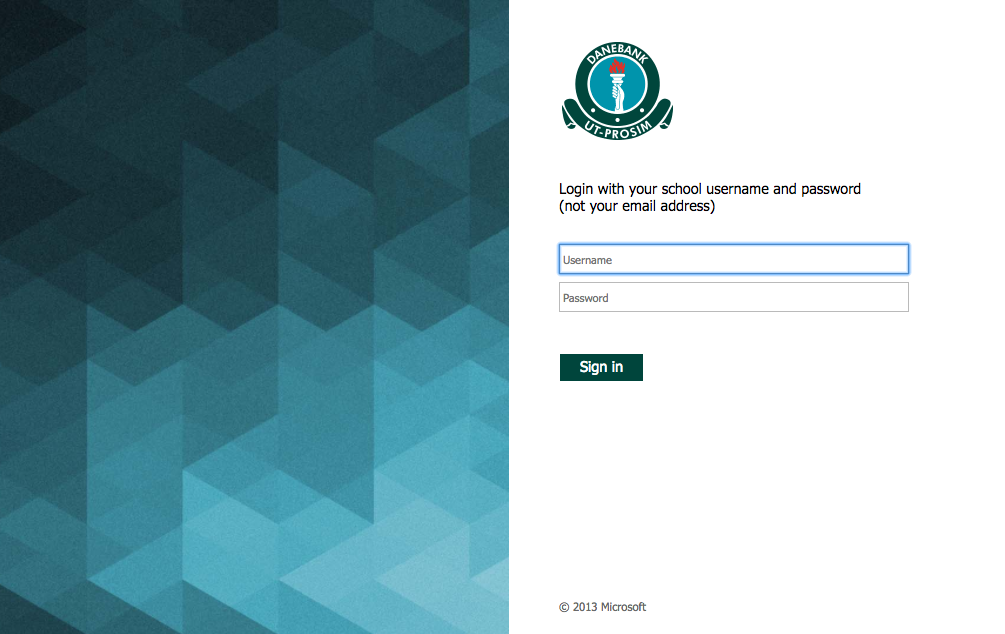 DANEBANK
UT-PROSIM
Login with your school username and password
(not your email address)
Username
Password
Sign in
© 2013 Microsoft